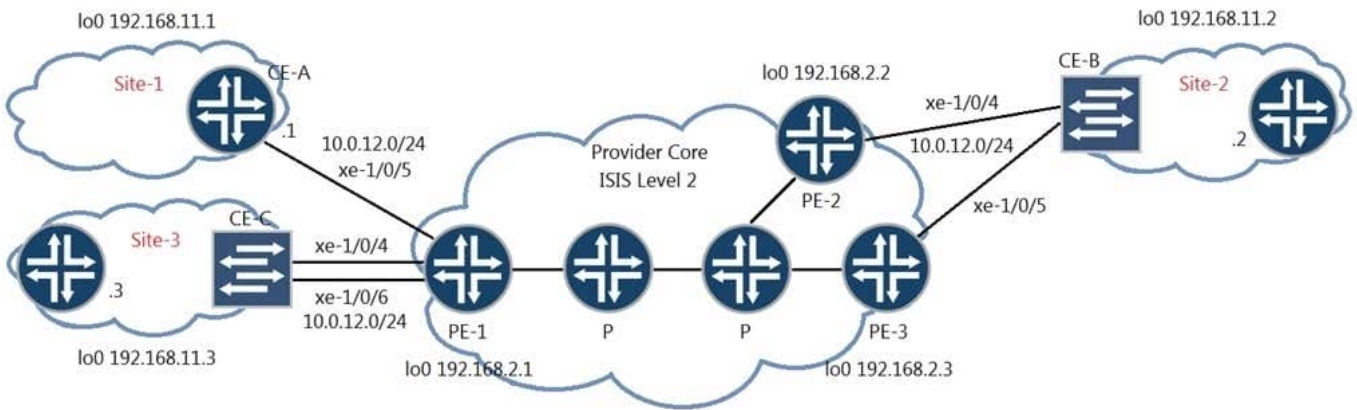 lo0 192.168.11.1
lo0 192.168.11.2
CE-A
Site-1
.1
CE-B
Site-2
.2
lo0 192.168.2.2
xe-1/0/4
10.0.12.0/24
10.0.12.0/24
xe-1/0/5
Provider Core
ISIS Level 2
PE-2
xe-1/0/5
CE-C
Site-3
.3
xe-1/0/4
xe-1/0/6
10.0.12.0/24
PE-1
P
P
PE-3
lo0 192.168.11.3
lo0 192.168.2.1
lo0 192.168.2.3